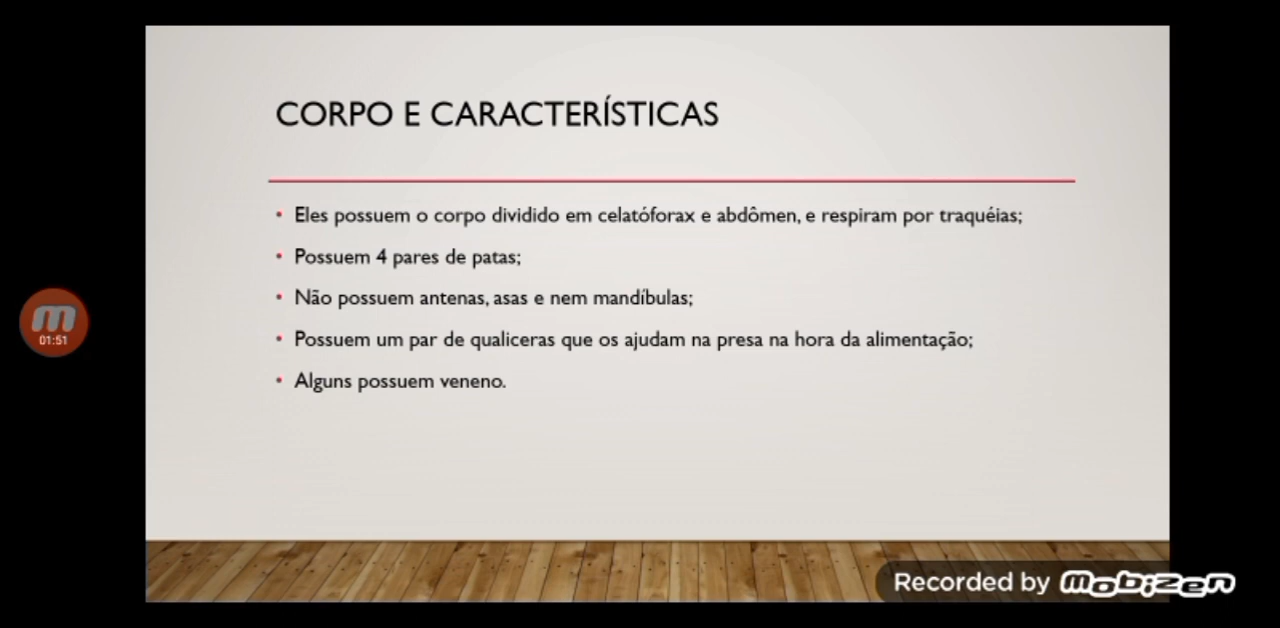 CORPO E CARACTERÍSTICAS
• Eles possuem o corpo dividido em celatóforax e abdômen, e respiram por traquéias;
• Possuem 4 pares de patas;
• Não possuem antenas, asas e nem mandíbulas;
• Possuem um par de qualiceras que os ajudam na presa na hora da alimentação;
• Alguns possuem veneno.
m
01:51
Recorded by mobizen